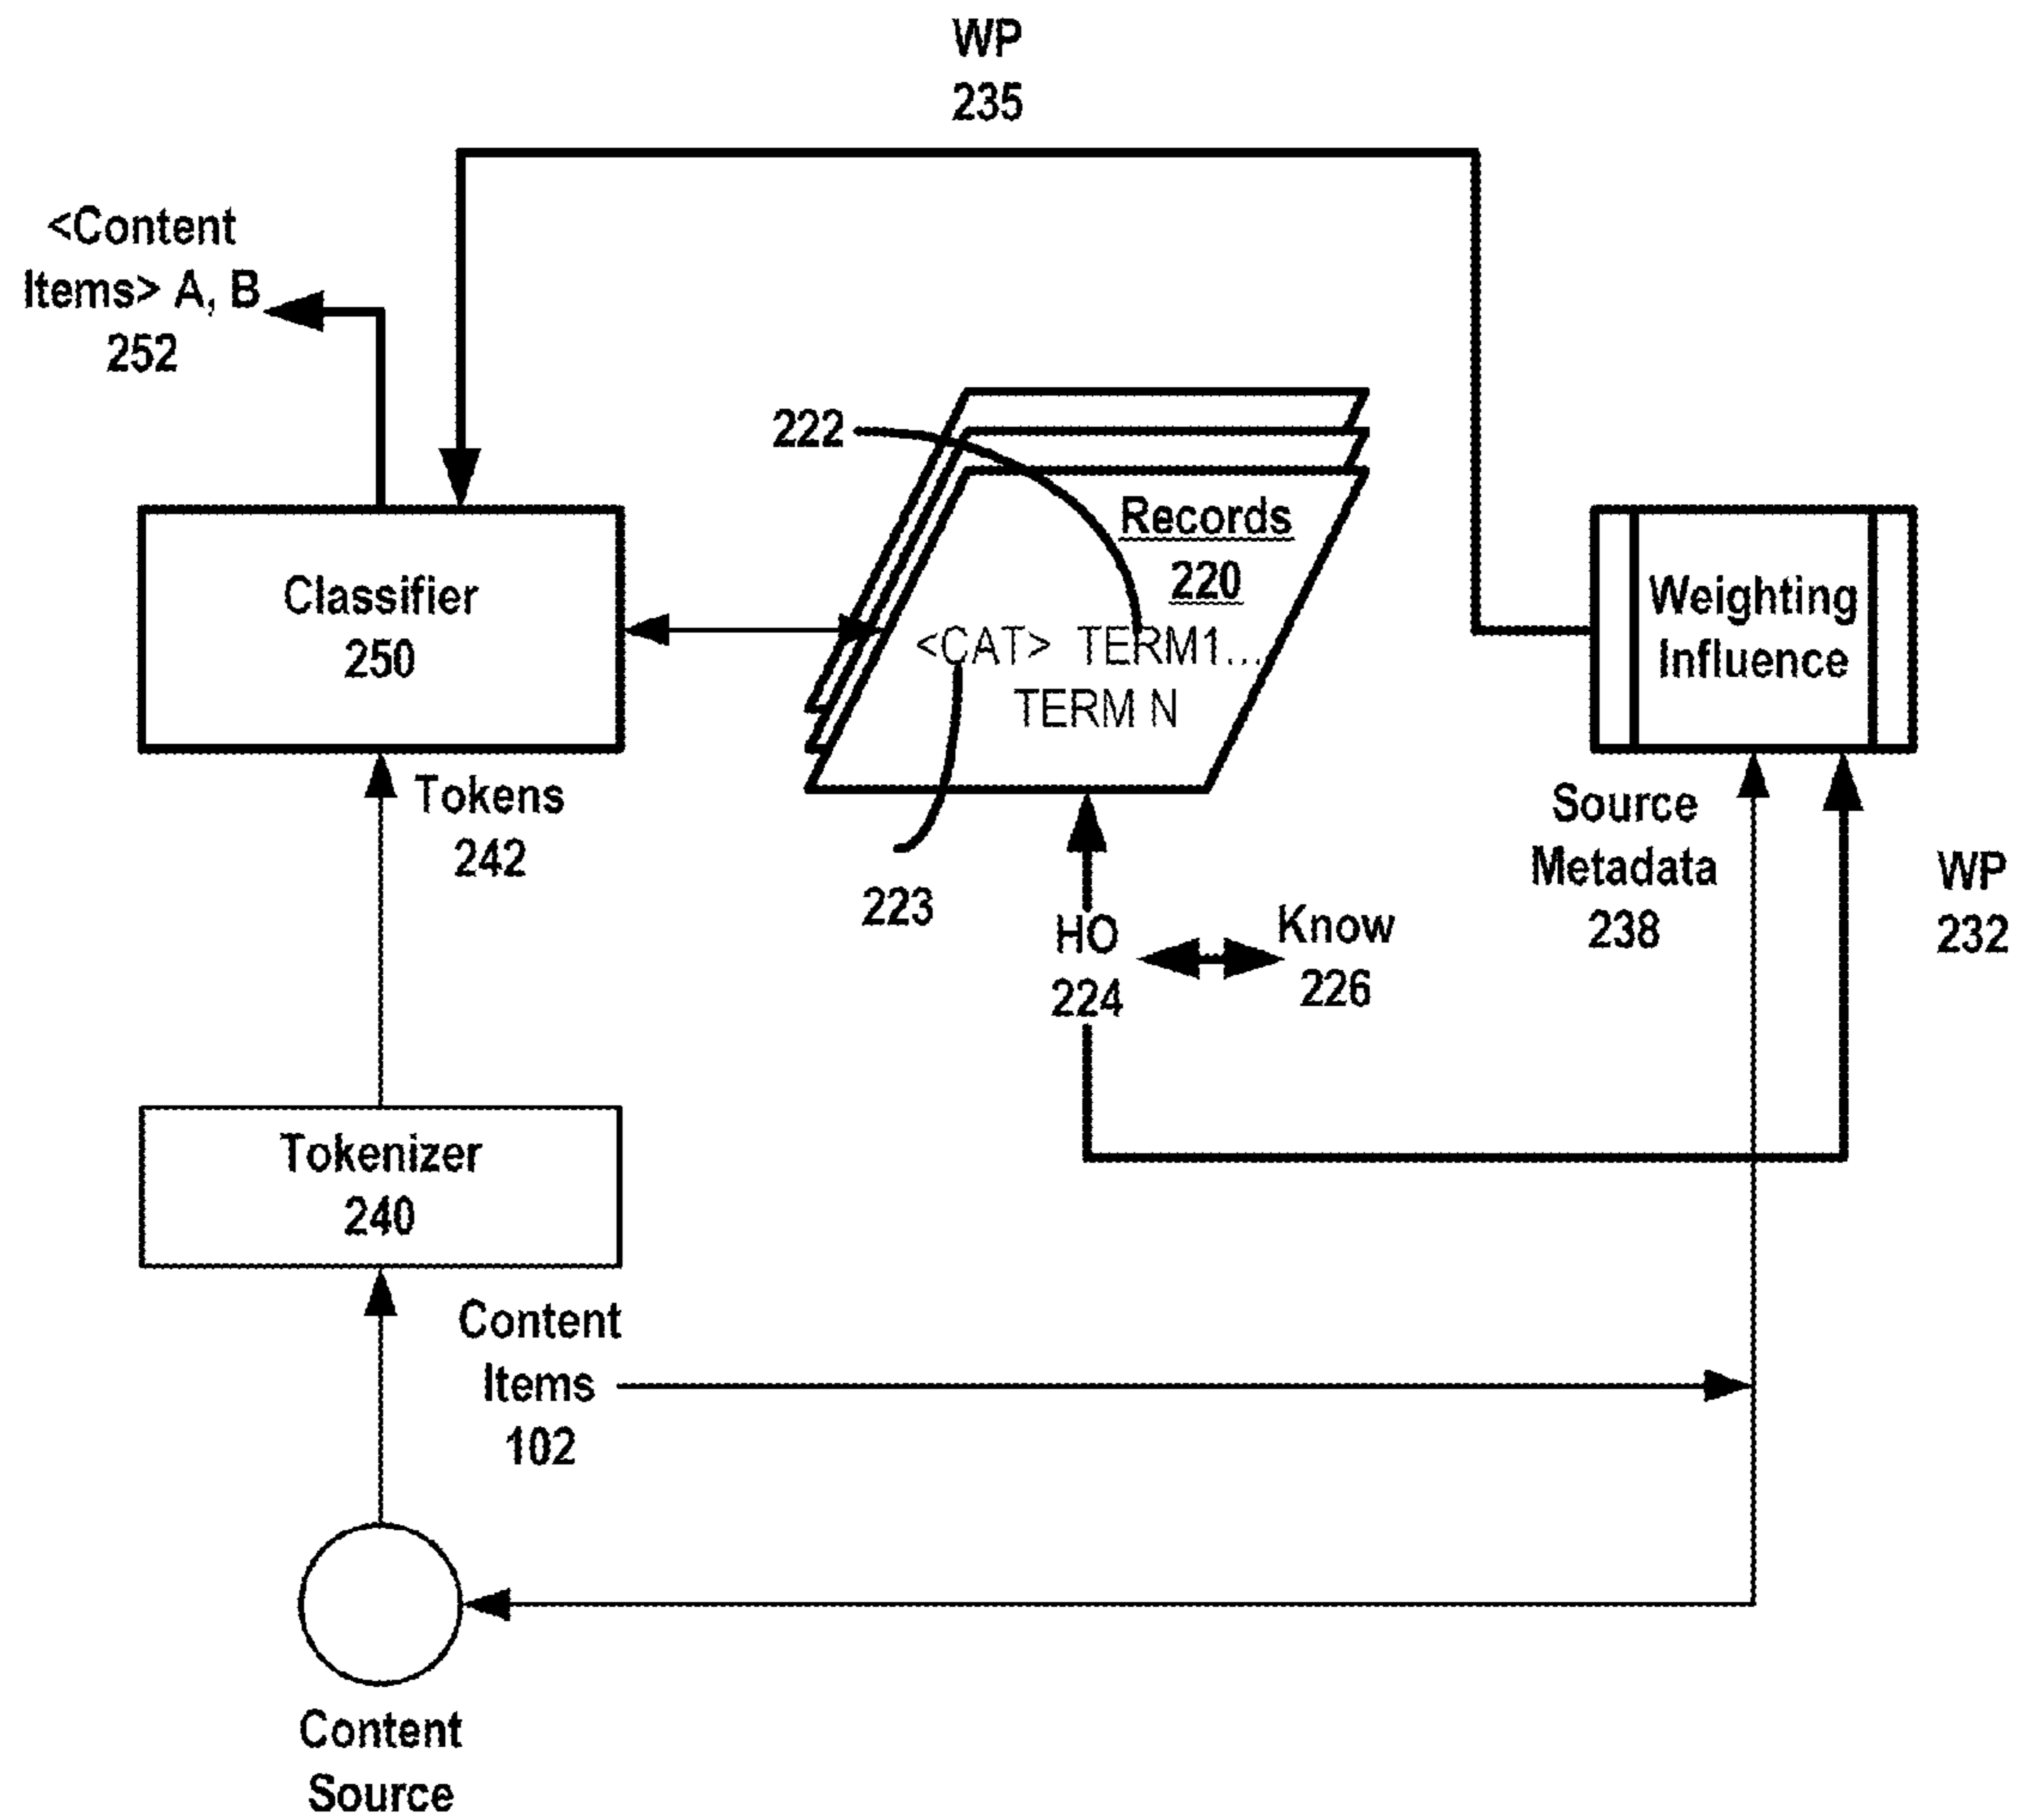 WP
235
<Content
Items> A, B
252
222
Records
220
<CAT> TERM1...
TERM N
Classifier
250
Weighting
Influence
Tokens
242
223
HO
224
Know
226
Source
Metadata
238
WP
232
Tokenizer
240
Content
Items
102
Content
Source